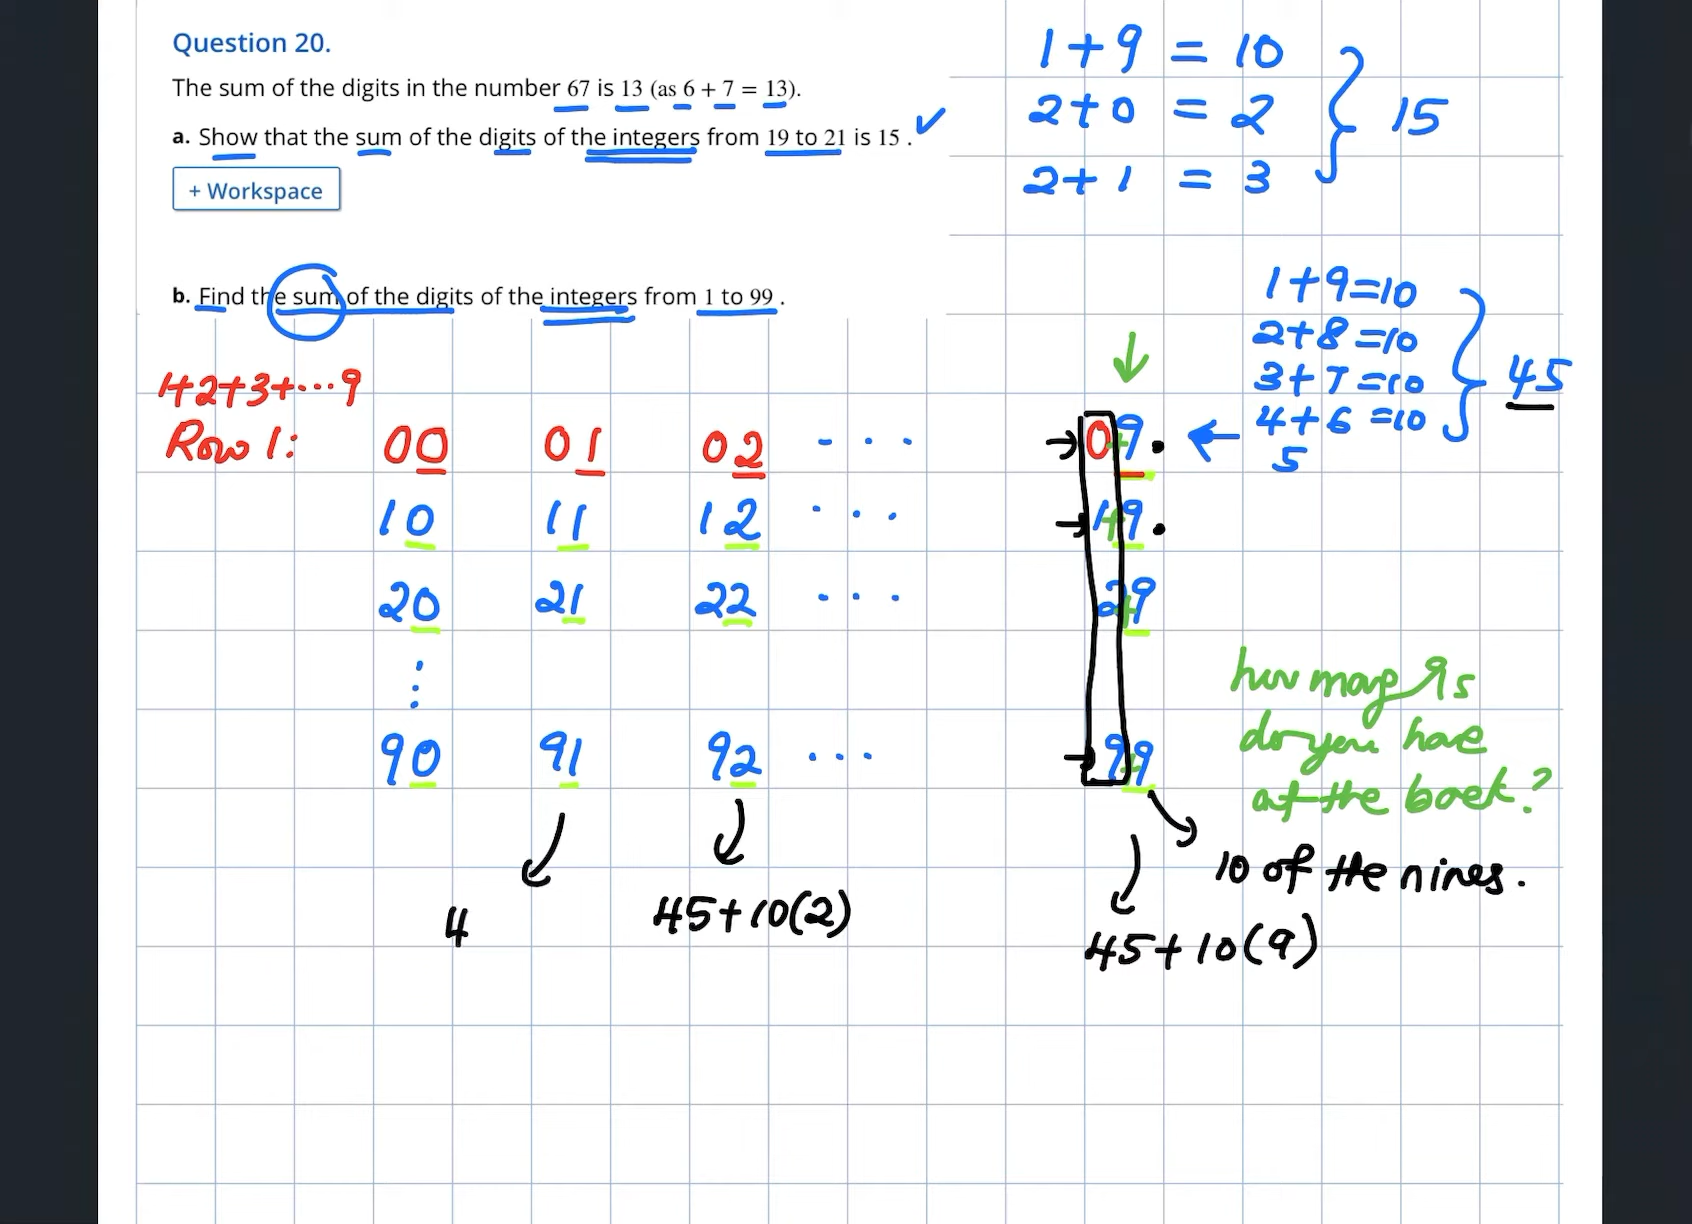 Question 20.
The sum of the digits in the number 67 is 13 (as 6 + 7 = 13).
a. Show that the sum of the digits of the integers from 19 to 21 is 15 .
+ Workspace
1+9 = 10
2+0 = 2
2+1 = 3
15
b. Find the sum of the digits of the integers from 1 to 99 .
1+9=10
2+8=10
3+7=10
4+6=10
5
45
1+2+3+...9
Row 1: 00 01 02 ... 09.
10 11 12 ... 19.
20 21 22 ... 29
⋮
90 91 92 ... 99
how many 9s
do you have
at the back?
10 of the nines.
4
45+10(2)
45+10(9)